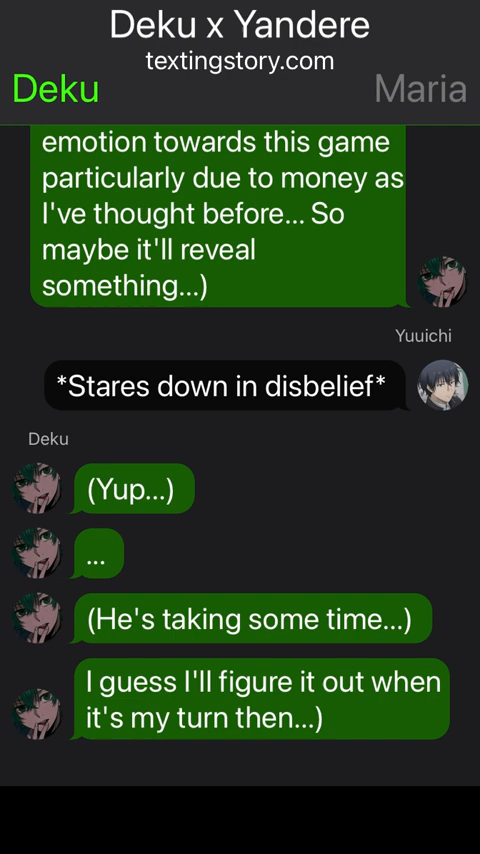 Deku x Yandere
textingstory.com
Deku
Maria
emotion towards this game
particularly due to money as
I've thought before... So
maybe it'll reveal
something...)
Yuuichi
*Stares down in disbelief*
Deku
(Yup...)
...
(He's taking some time...)
I guess I'll figure it out when
it's my turn then...)